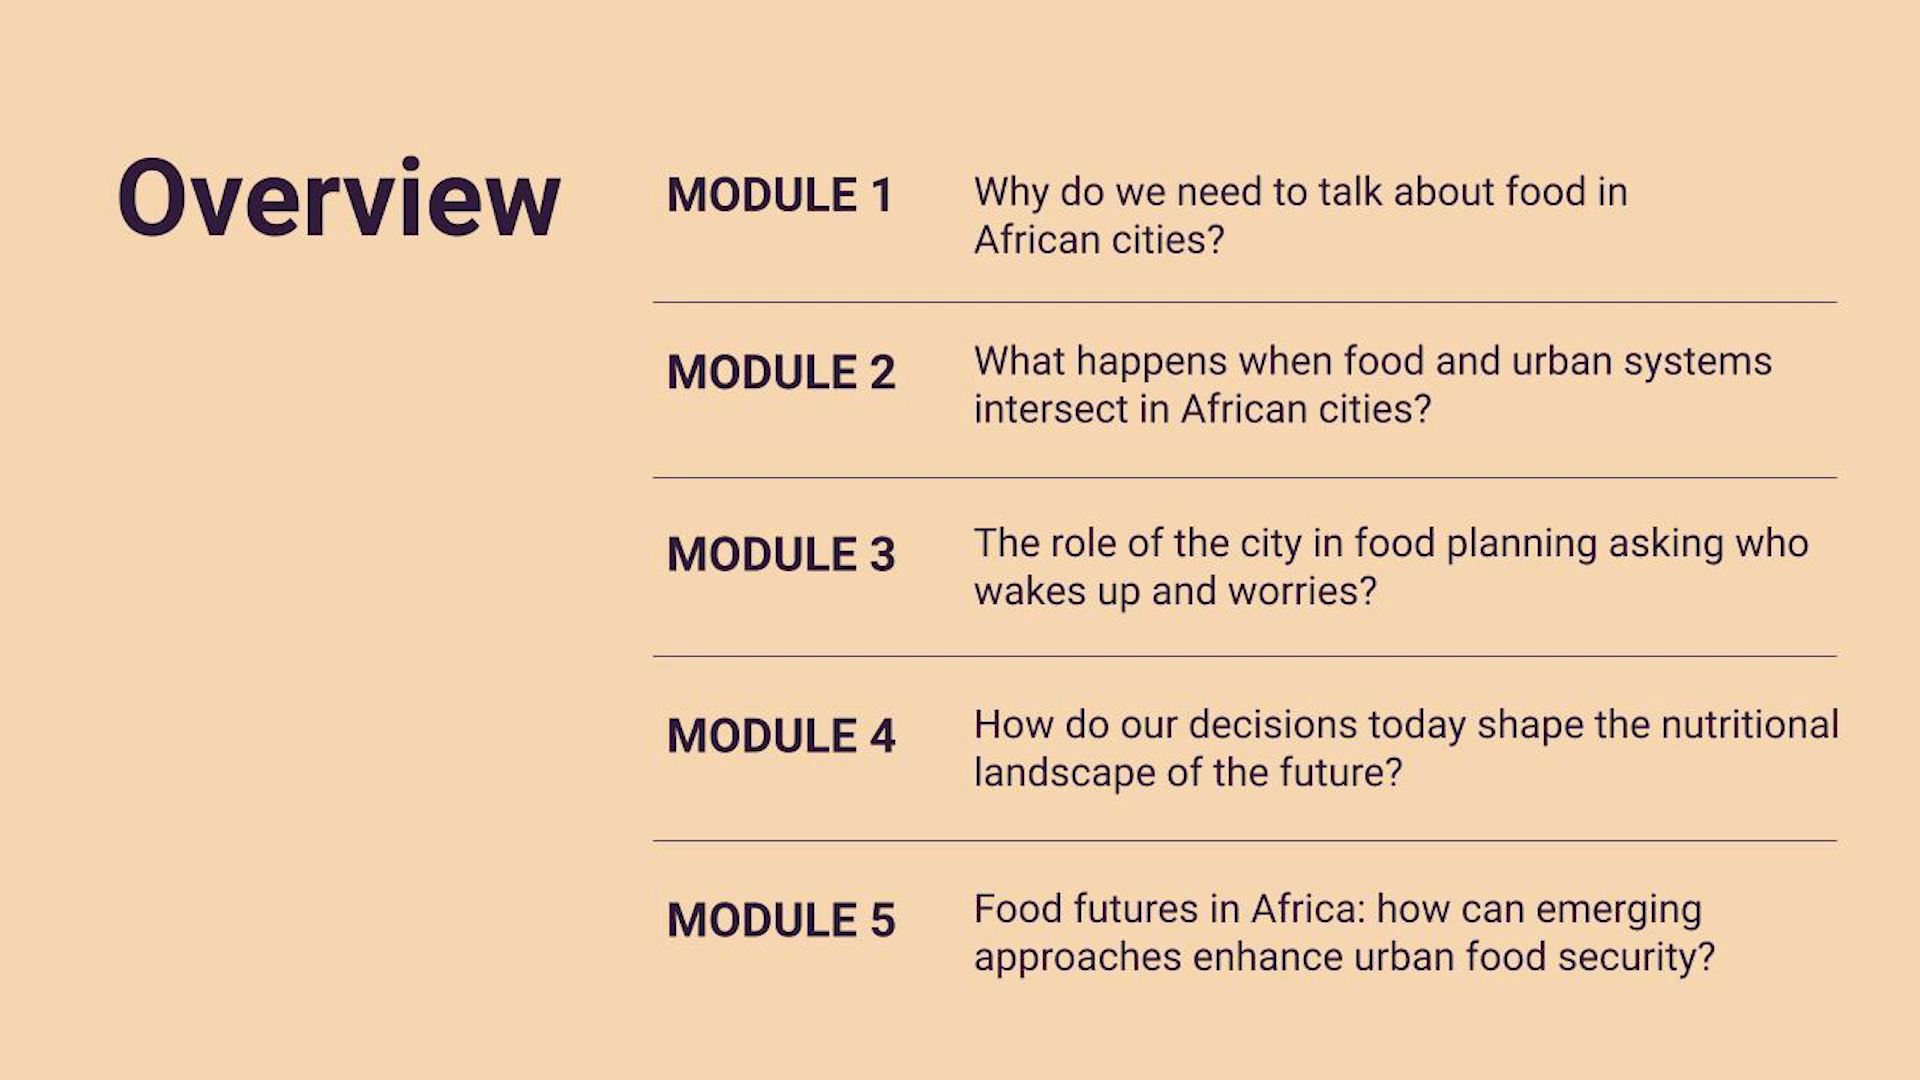 Overview
MODULE 1
Why do we need to talk about food in
African cities?
MODULE 2
What happens when food and urban systems
intersect in African cities?
MODULE 3
The role of the city in food planning asking who
wakes up and worries?
MODULE 4
How do our decisions today shape the nutritional
landscape of the future?
MODULE 5
Food futures in Africa: how can emerging
approaches enhance urban food security?